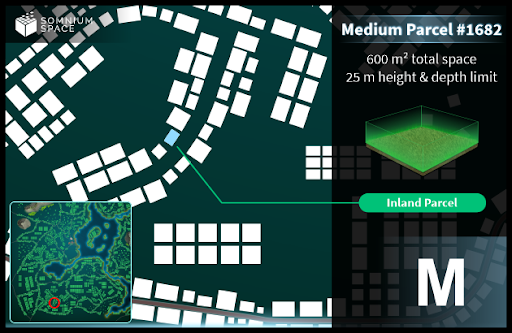 SOMNIUM
SPACE
Medium Parcel #1682
600 m² total space
25 m height & depth limit
Inland Parcel
M